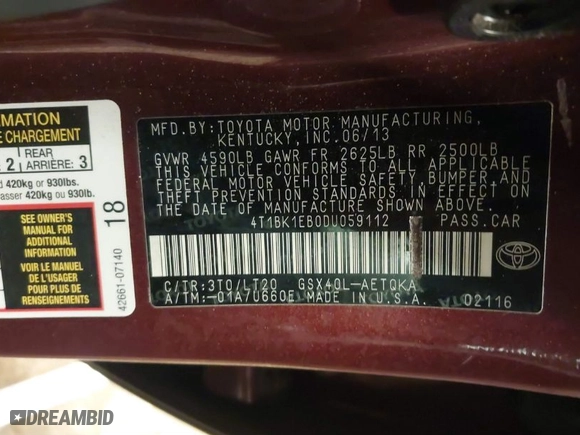 MATION
E CHARGEMENT
2 REAR
ARRIÈRE: 3
420kg or 930lbs.
asser 420kg ou 930lb.
SEE OWNER'S
MANUAL FOR
ADDITIONAL
INFORMATION
VOIR LE MANUEL
DE L'USAGER
POUR PLUS DE
18
42661-07140
MFD.BY:TOYOTA MOTOR MANUFACTURING,
KENTUCKY, INC. 06/13
GVWR 4590LB GAWR FR 2625LB RR 2500LB
THIS VEHICLE CONFORMS TO ALL APPLICABLE
FEDERAL MOTOR VEHICLE SAFETY, BUMPER, AND
THEFT PREVENTION STANDARDS IN EFFECT ON
THE DATE OF MANUFACTURE SHOWN ABOVE.
4T1BK1EB0DU059112 PASS.CAR
C/TR:3T0/LT20 GSX40L-AETQKA
A/TM:-01A/U660E MADE IN U.S.A. 02116
DREAMBID